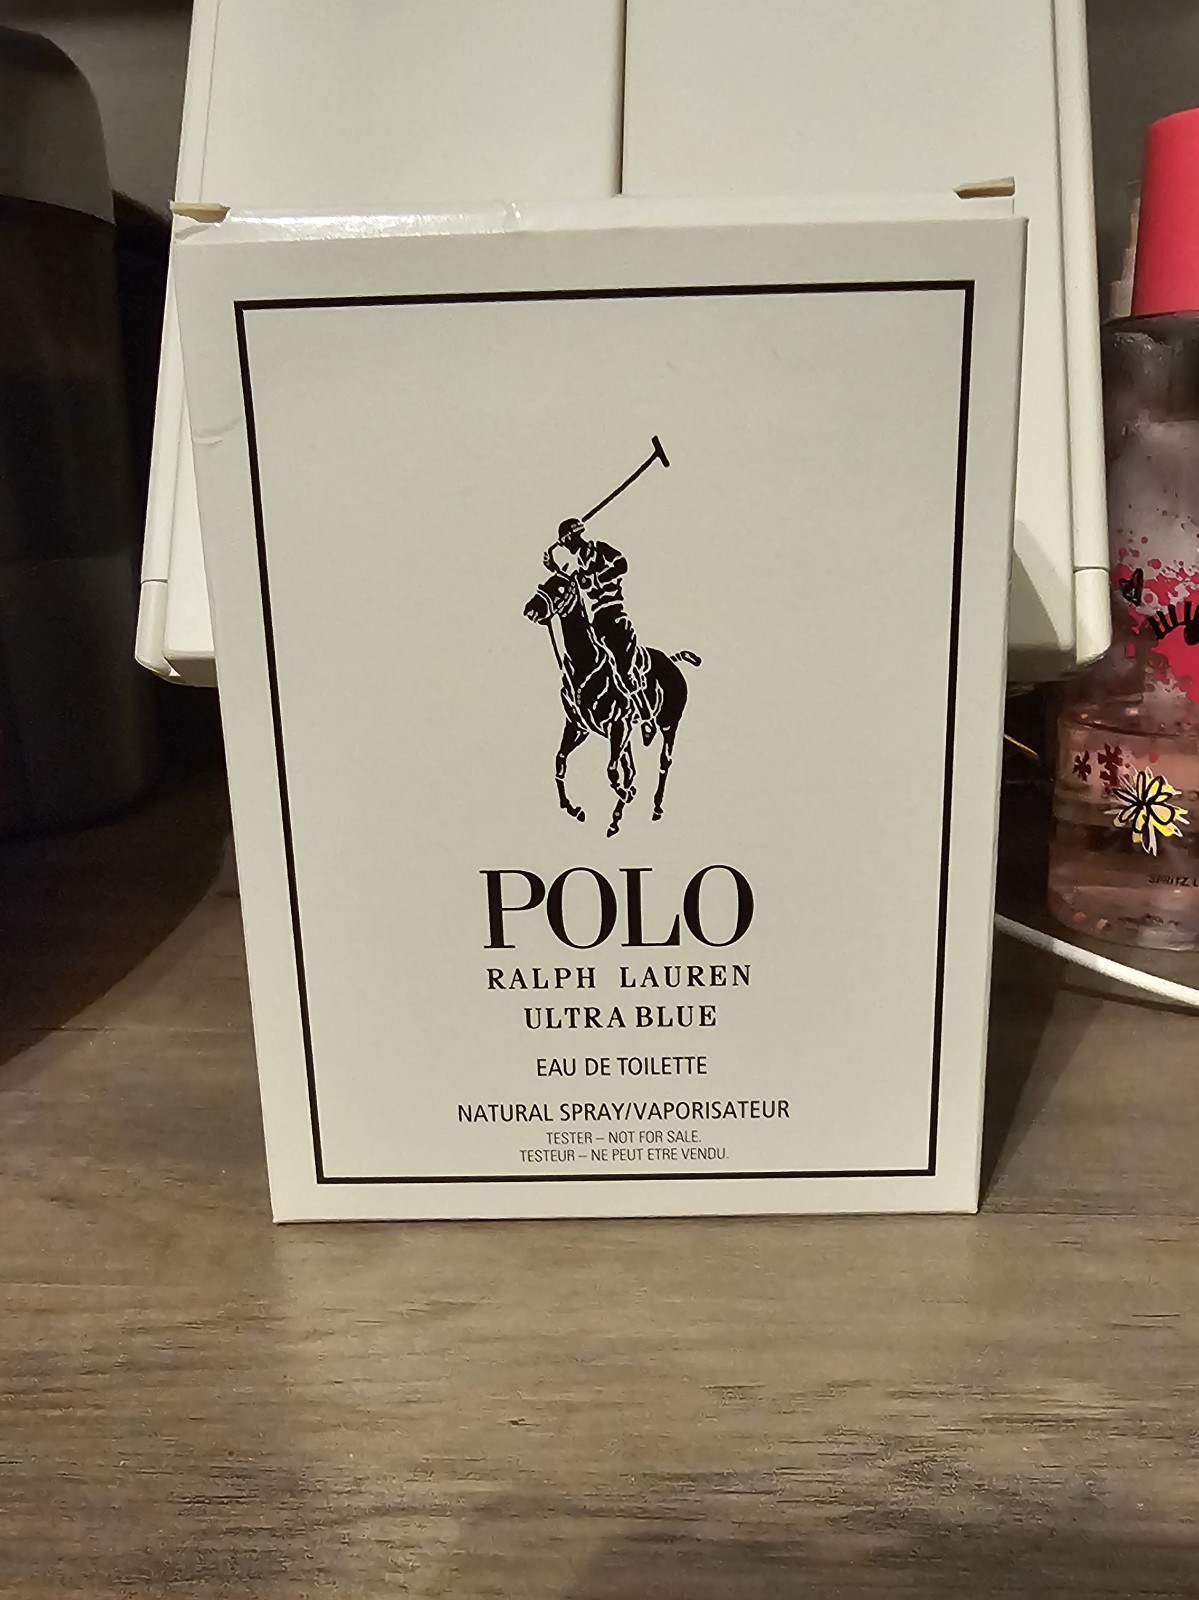 POLO
RALPH LAUREN
ULTRA BLUE
EAU DE TOILETTE
NATURAL SPRAY/VAPORISATEUR
TESTER – NOT FOR SALE.
TESTEUR – NE PEUT ETRE VENDU.
SPRITZ